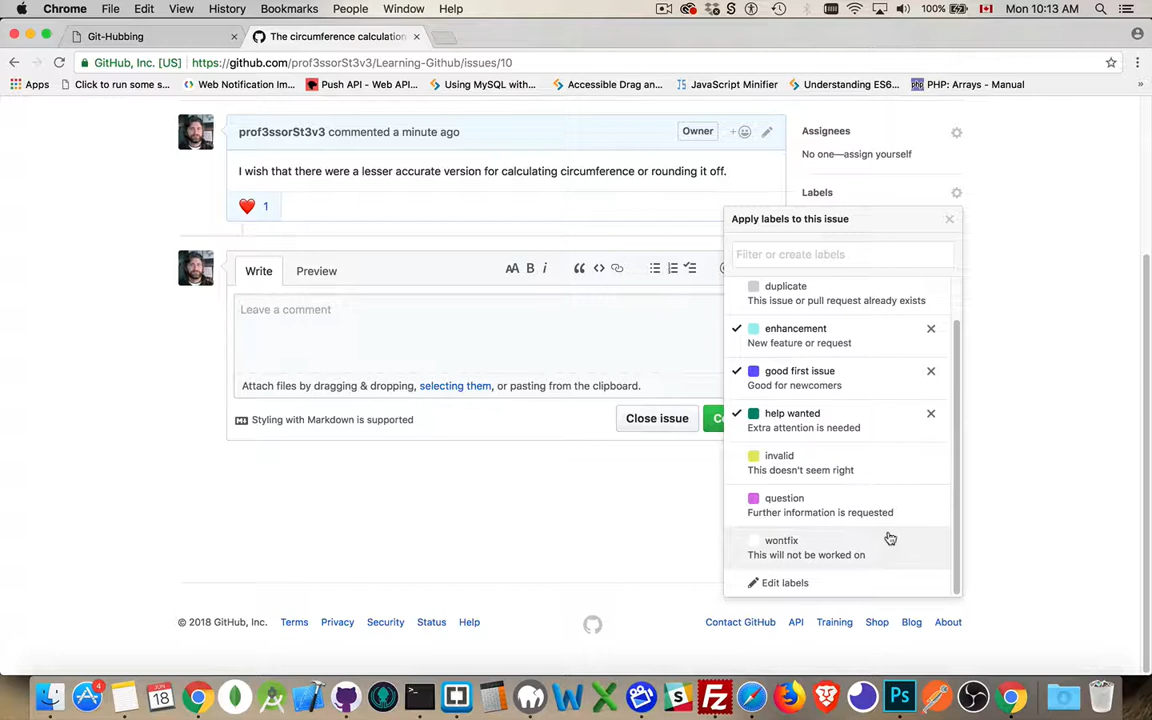 Chrome File Edit View History Bookmarks People Window Help 100% Mon 10:13 AM
Git-Hubbing × The circumference calculation ×
GitHub, Inc. [US] https://github.com/prof3ssorSt3v3/Learning-Github/issues/10
Apps Click to run some s... Web Notification Im... Push API - Web API... Using MySQL with... Accessible Drag an... JavaScript Minifier Understanding ES6... PHP: Arrays - Manual »
prof3ssorSt3v3 commented a minute ago Owner
I wish that there were a lesser accurate version for calculating circumference or rounding it off.
❤️ 1
Assignees
No one—assign yourself
Labels
Apply labels to this issue
Filter or create labels
duplicate
This issue or pull request already exists
enhancement
New feature or request
good first issue
Good for newcomers
help wanted
Extra attention is needed
invalid
This doesn't seem right
question
Further information is requested
wontfix
This will not be worked on
Edit labels
Write Preview
AA B i
Leave a comment
Attach files by dragging & dropping, selecting them, or pasting from the clipboard.
Styling with Markdown is supported
Close issue
© 2018 GitHub, Inc. Terms Privacy Security Status Help
Contact GitHub API Training Shop Blog About